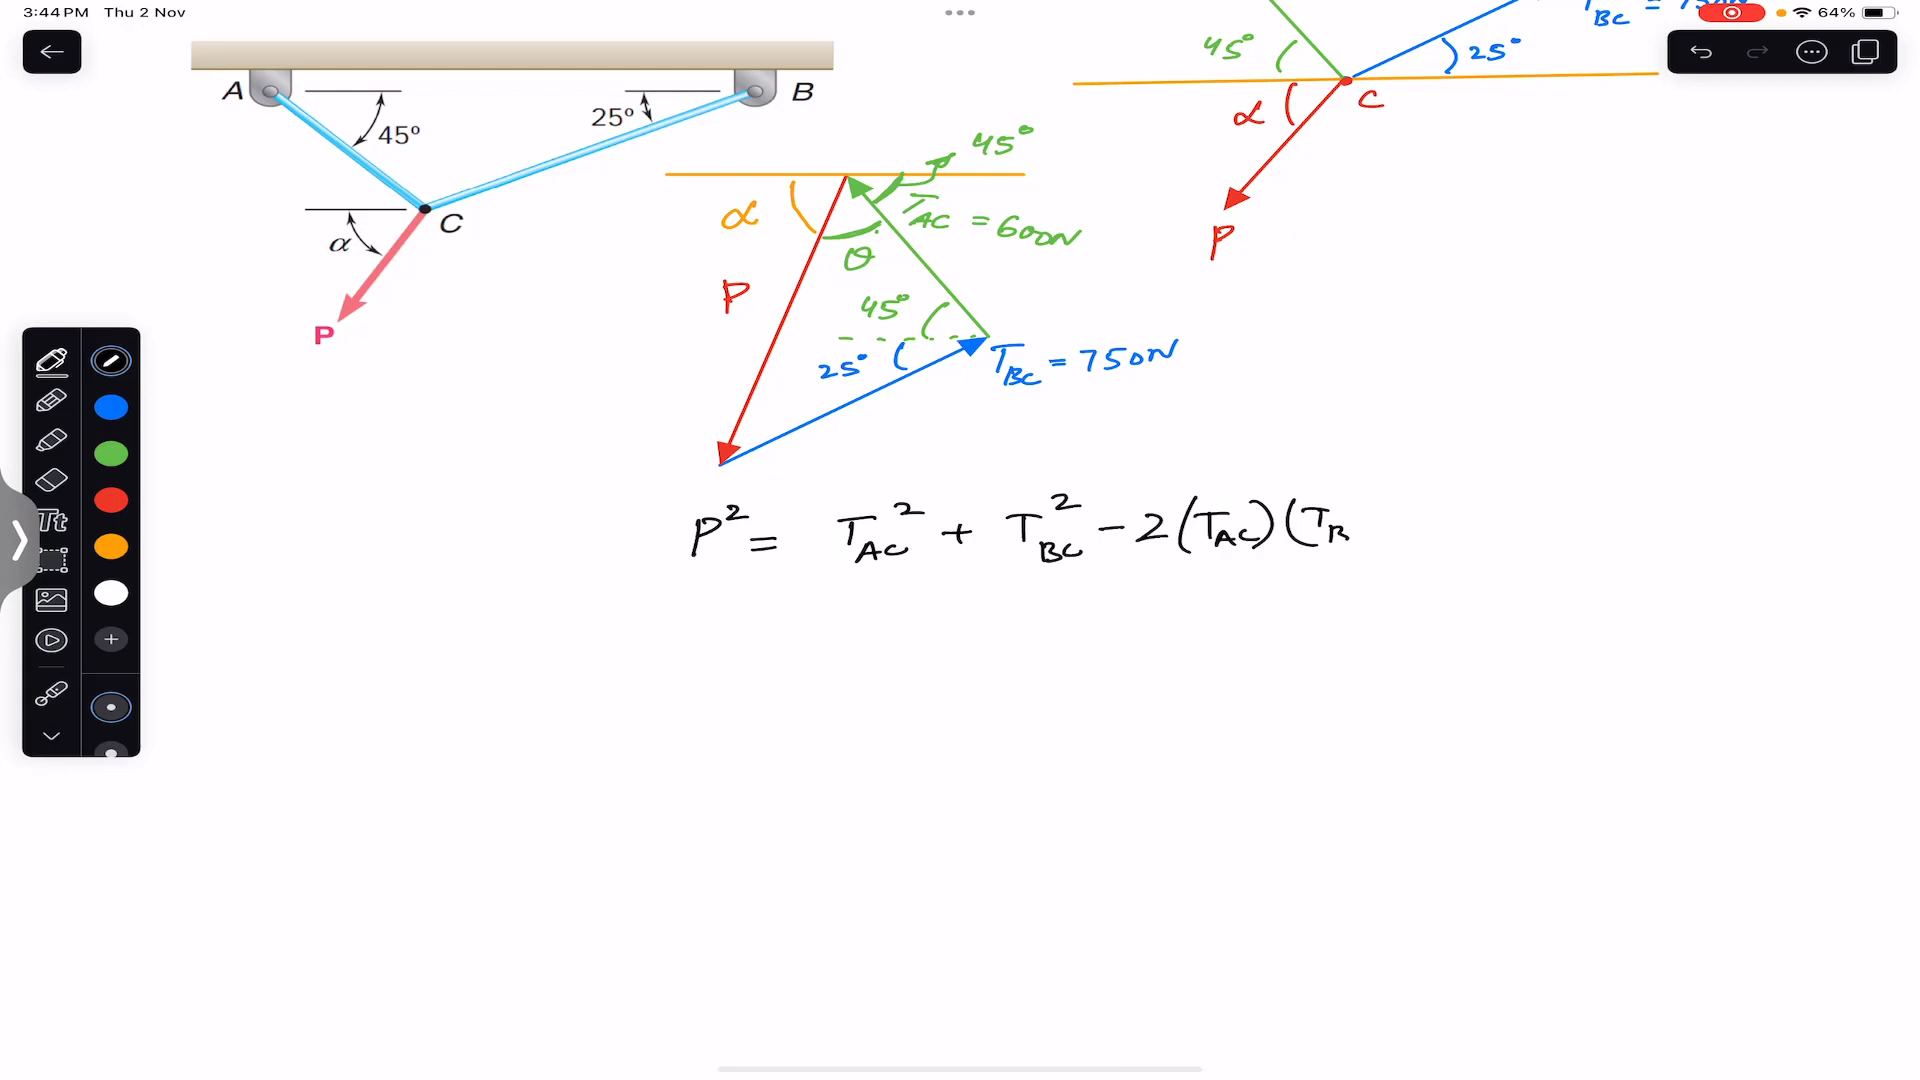 3:44 PM Thu 2 Nov
64%
A
45°
25°
B
C
α
P
45°
α
T_AC = 600N
θ
P
45°
25°
T_BC = 750N
45°
25°
α
C
P
P² = T_AC² + T_BC² - 2(T_AC)(T_B
Tt